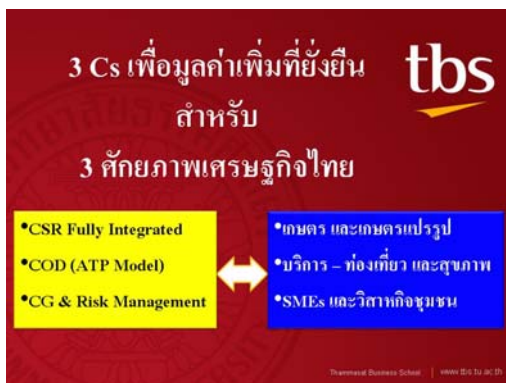 3 Cs เพื่อมูลค่าเพิ่มที่ยั่งยืน
สำหรับ
3 ศักยภาพเศรษฐกิจไทย
tbs
•CSR Fully Integrated
•COD (ATP Model)
•CG & Risk Management
•เกษตร และเกษตรแปรรูป
•บริการ – ท่องเที่ยว และสุขภาพ
•SMEs และวิสาหกิจชุมชน
Thammasat Business School | www.tbs.tu.ac.th